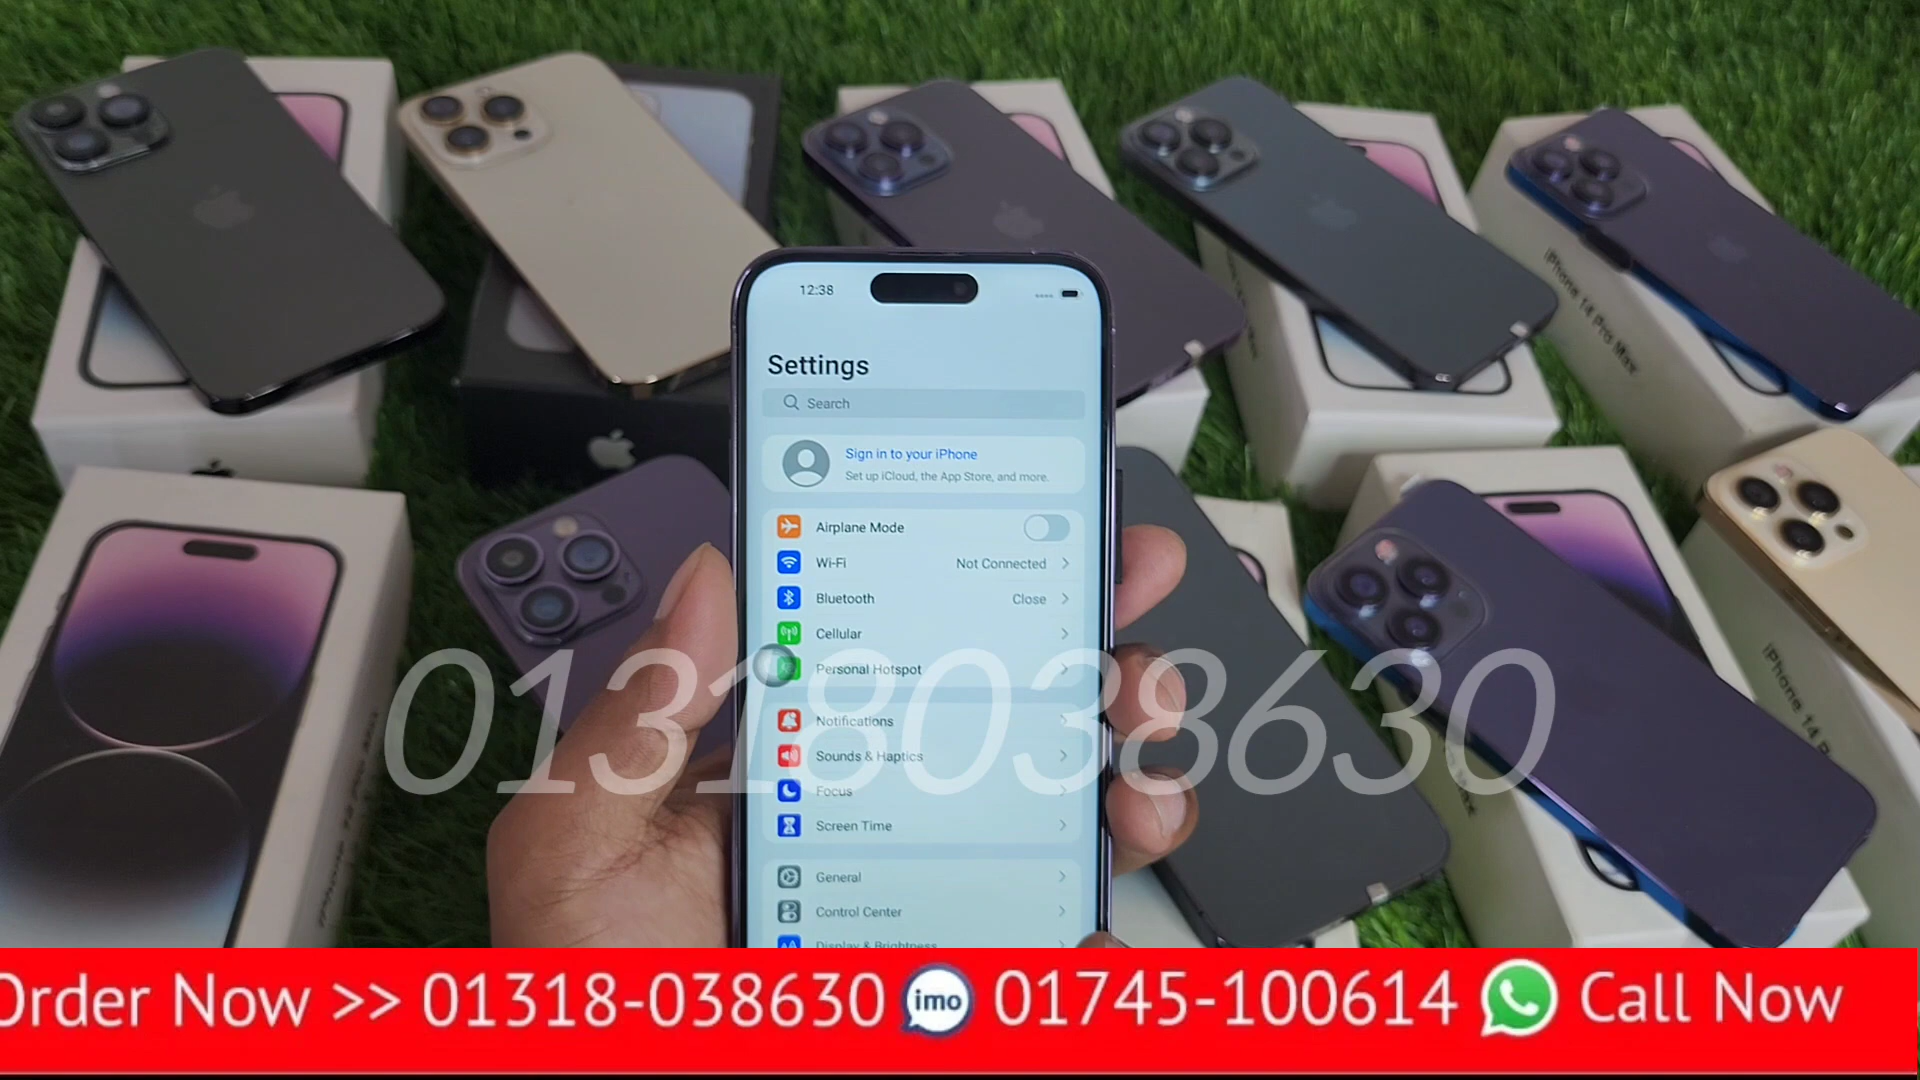 12:38
iPhone 14 Pro Max
Settings
Search
Sign in to your iPhone
Set up iCloud, the App Store, and more.
Airplane Mode
Wi-Fi Not Connected
Bluetooth Close
Cellular
Personal Hotspot
01318038630
Notifications
Sounds & Haptics
Focus
Screen Time
General
Control Center
Display & Brightness
Order Now >> 01318-038630 imo 01745-100614 Call Now